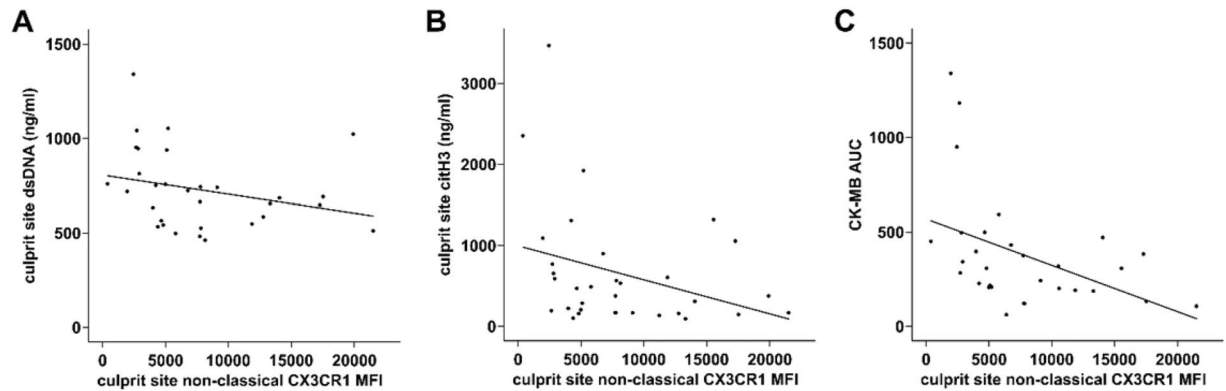 A
culprit site dsDNA (ng/ml)
1500
1000
500
0
0 5000 10000 15000 20000
culprit site non-classical CX3CR1 MFI
B
culprit site citH3 (ng/ml)
3000
2000
1000
0
0 5000 10000 15000 20000
culprit site non-classical CX3CR1 MFI
C
CK-MB AUC
1500
1000
500
0
0 5000 10000 15000 20000
culprit site non-classical CX3CR1 MFI